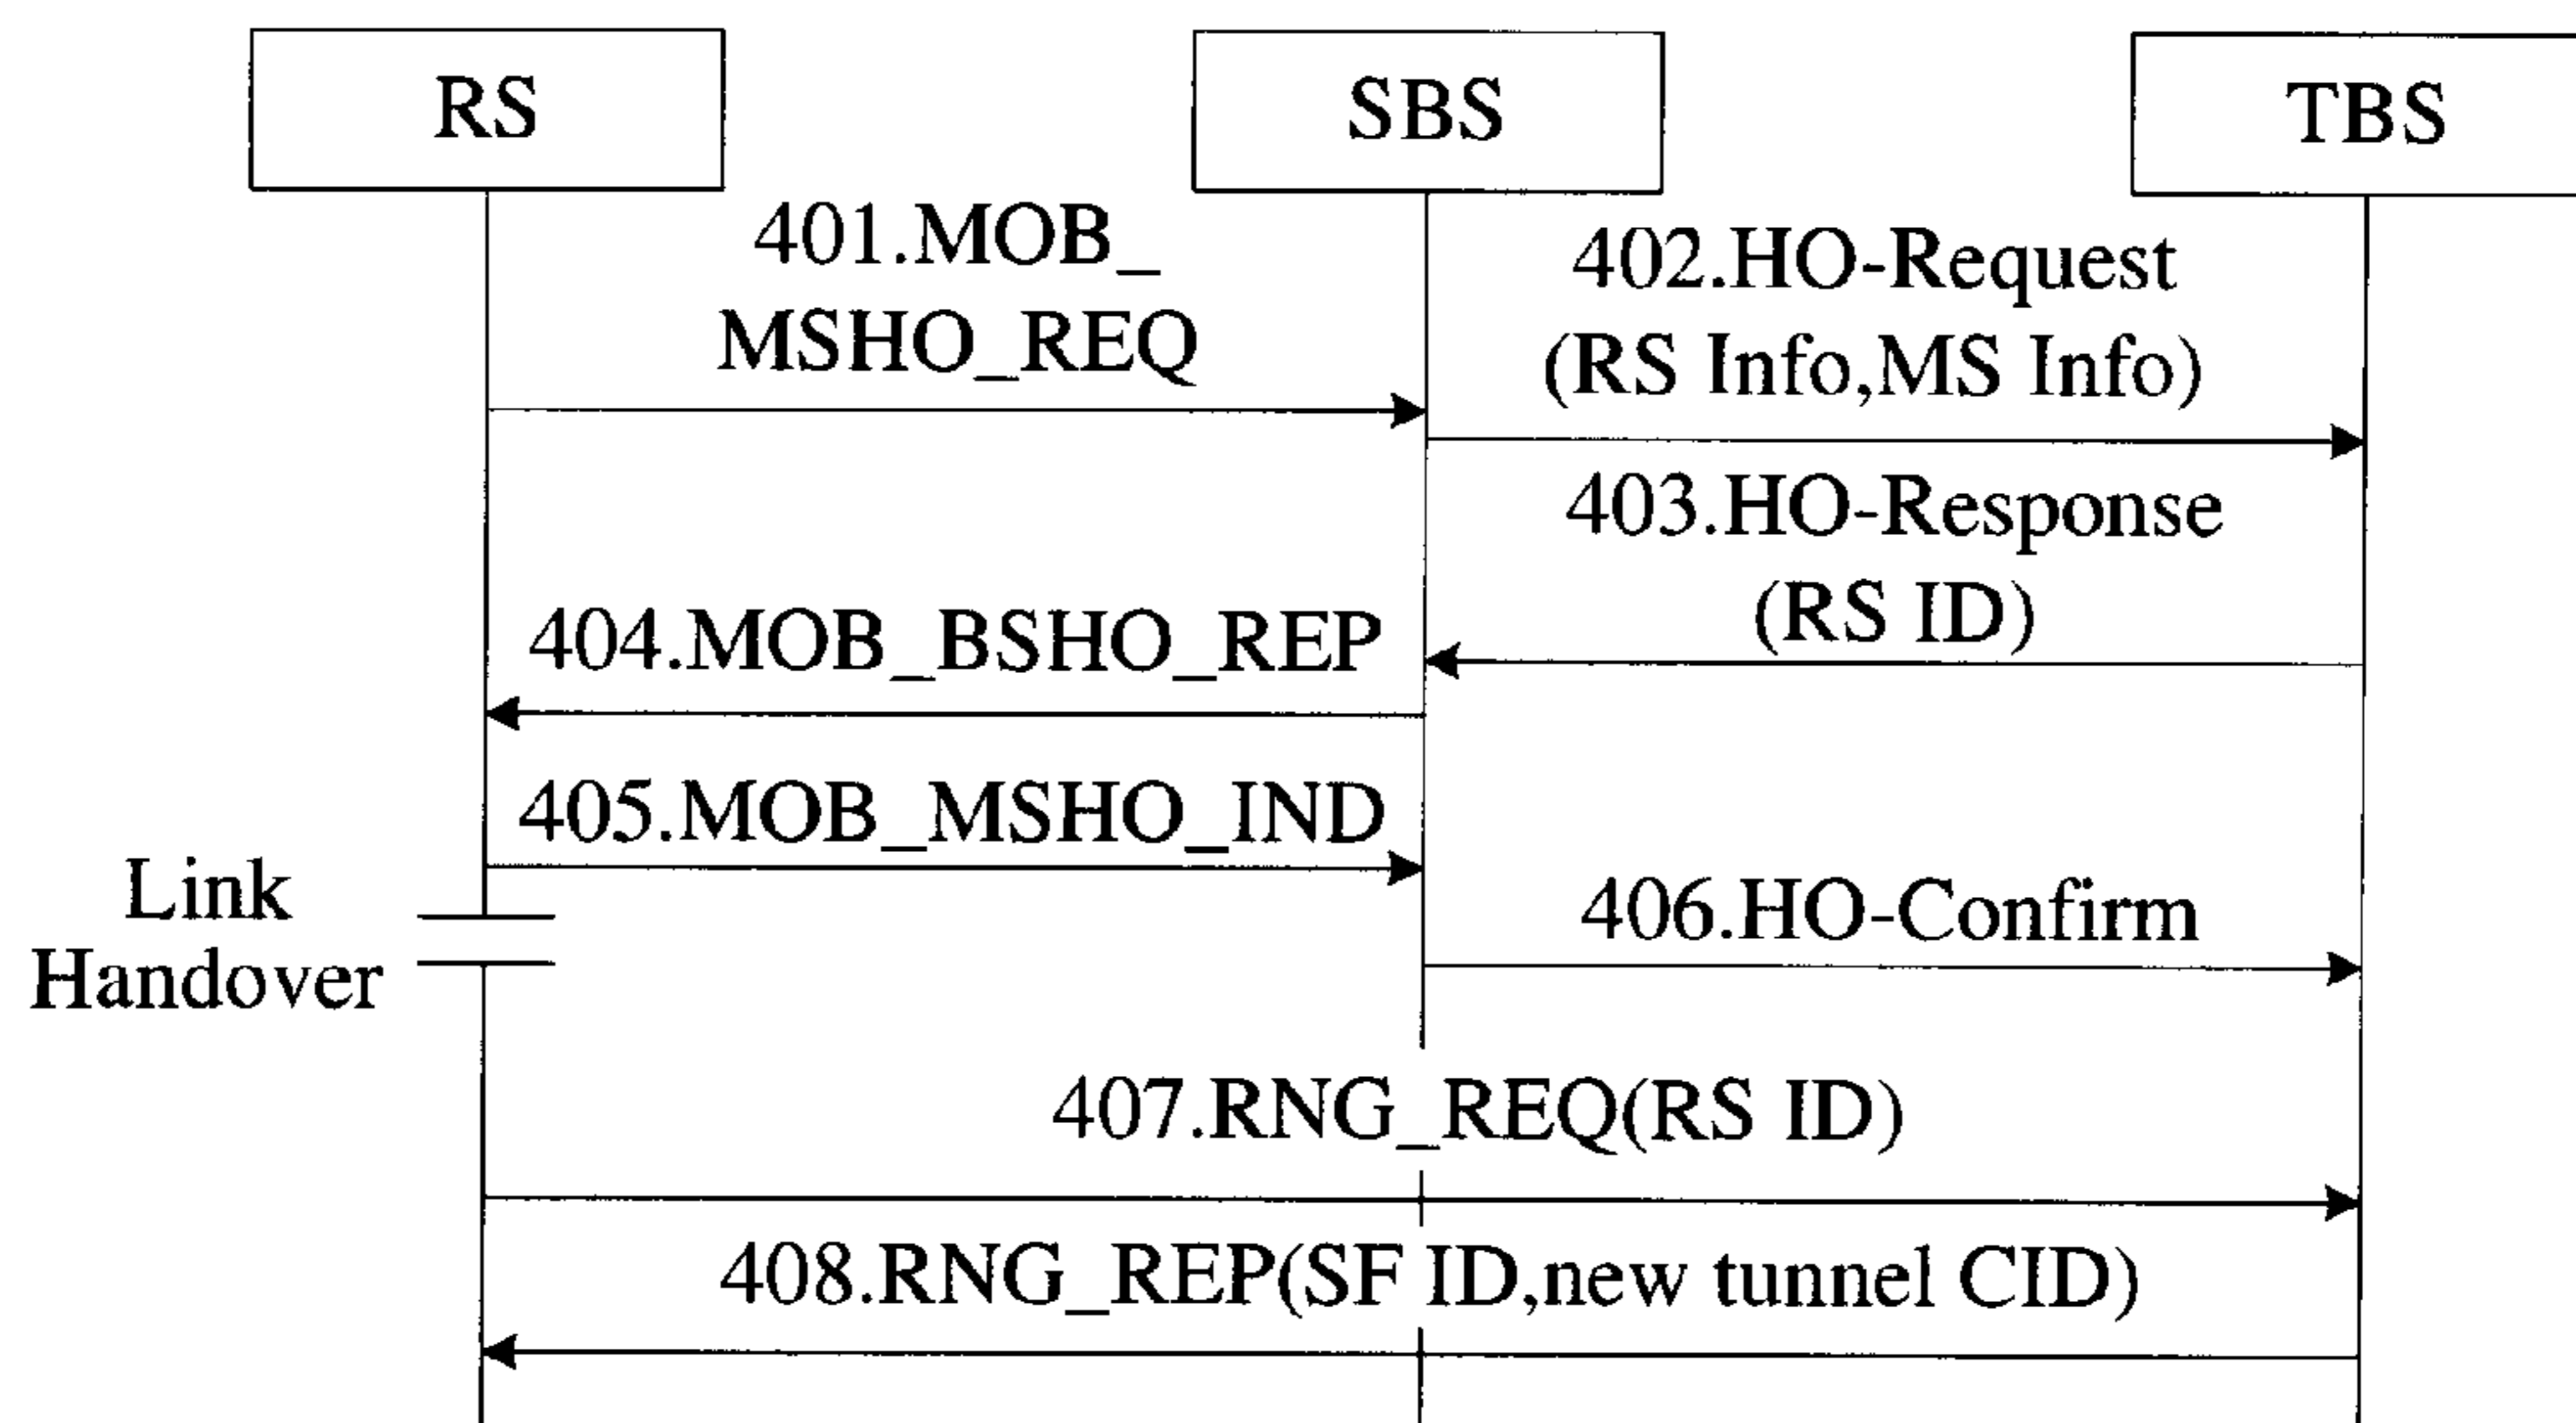 RS
SBS
TBS
401.MOB_
MSHO_REQ
402.HO-Request
(RS Info,MS Info)
403.HO-Response
(RS ID)
404.MOB_BSHO_REP
405.MOB_MSHO_IND
Link
Handover
406.HO-Confirm
407.RNG_REQ(RS ID)
408.RNG_REP(SF ID,new tunnel CID)